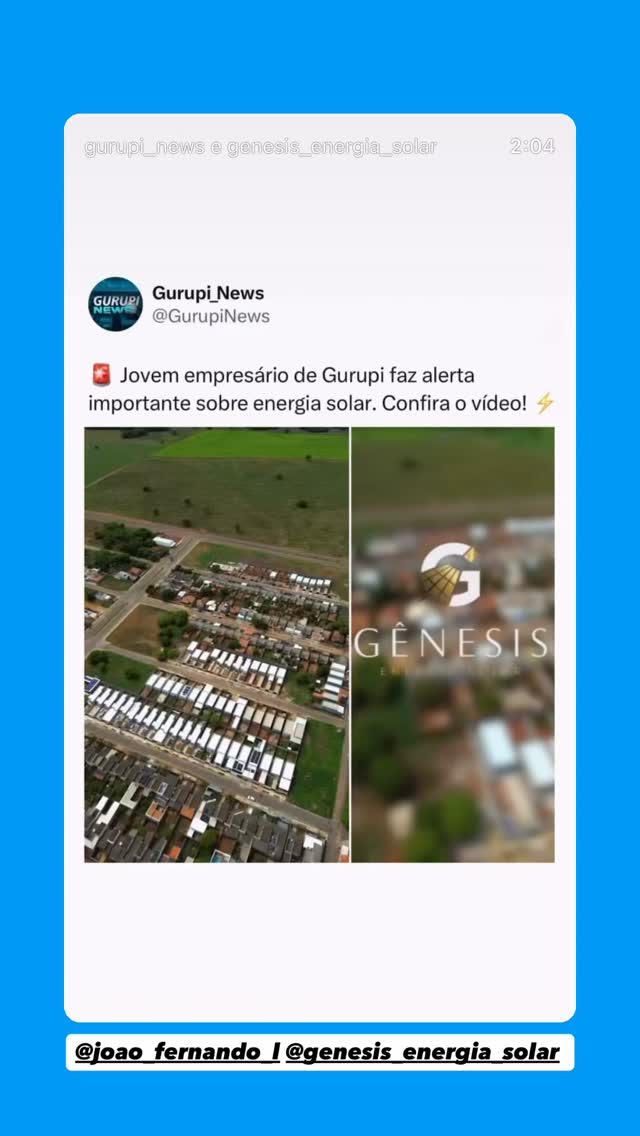 gurupi_news e genesis_energia_solar 2:04
GURUPI
NEWS
Gurupi_News
@GurupiNews
🚨 Jovem empresário de Gurupi faz alerta
importante sobre energia solar. Confira o vídeo! ⚡
G
GÊNESIS
@joao_fernando_l @genesis_energia_solar